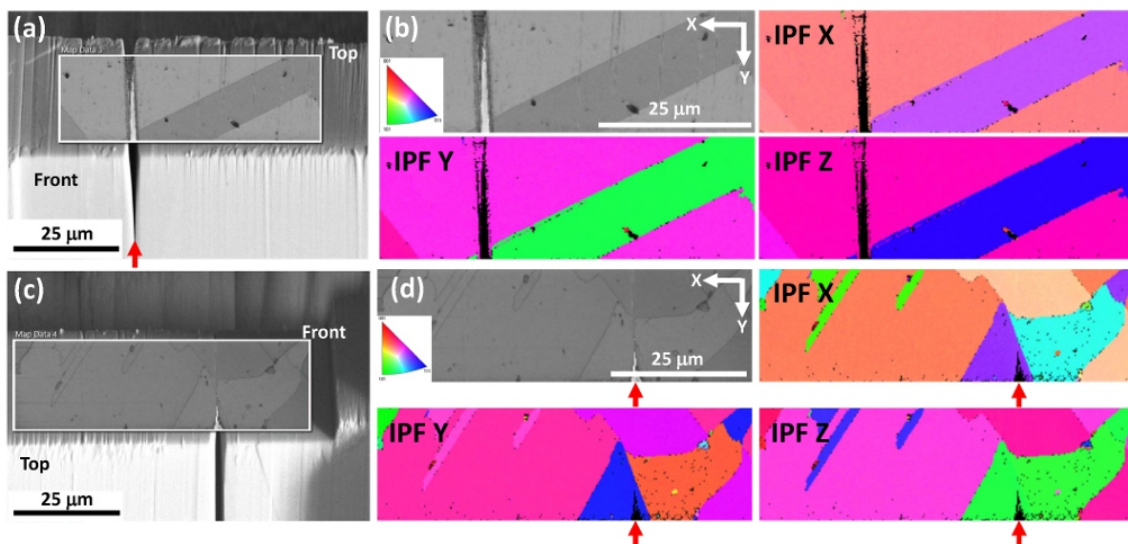 (a)
Map Data 3
Top
Front
25 μm
(b)
X
Y
25 μm
IPF X
IPF Y
IPF Z
(c)
Map Data 4
Front
Top
25 μm
(d)
X
Y
25 μm
IPF X
IPF Y
IPF Z